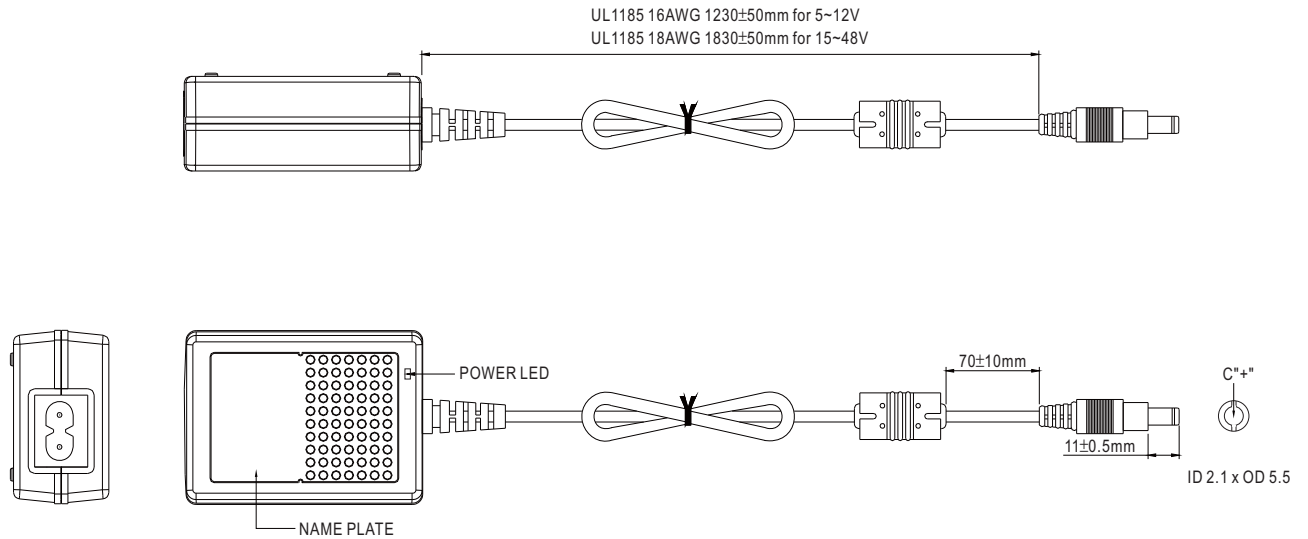 UL1185 16AWG 1230±50mm for 5~12V
UL1185 18AWG 1830±50mm for 15~48V
POWER LED
70±10mm
C"+"
11±0.5mm
ID 2.1 x OD 5.5
NAME PLATE